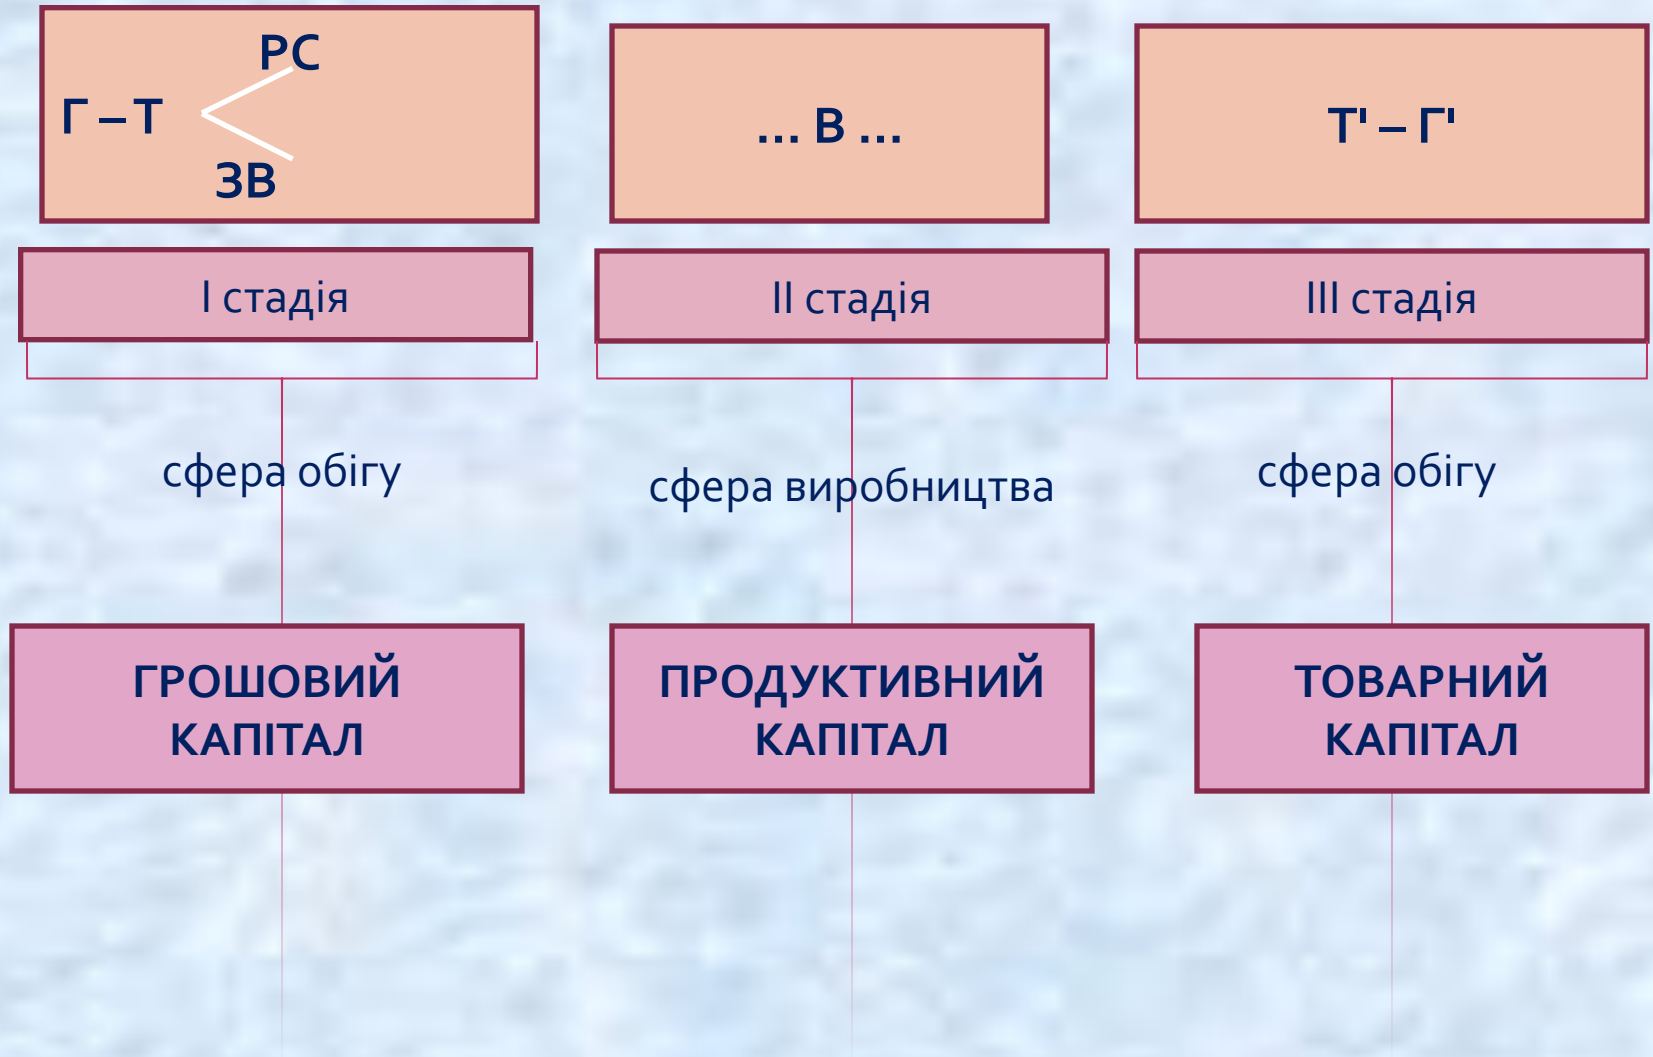 РС
Г – Т
ЗВ
... В ...
Т' – Г'
І стадія
ІІ стадія
ІІІ стадія
сфера обігу
сфера виробництва
сфера обігу
ГРОШОВИЙ
КАПІТАЛ
ПРОДУКТИВНИЙ
КАПІТАЛ
ТОВАРНИЙ
КАПІТАЛ